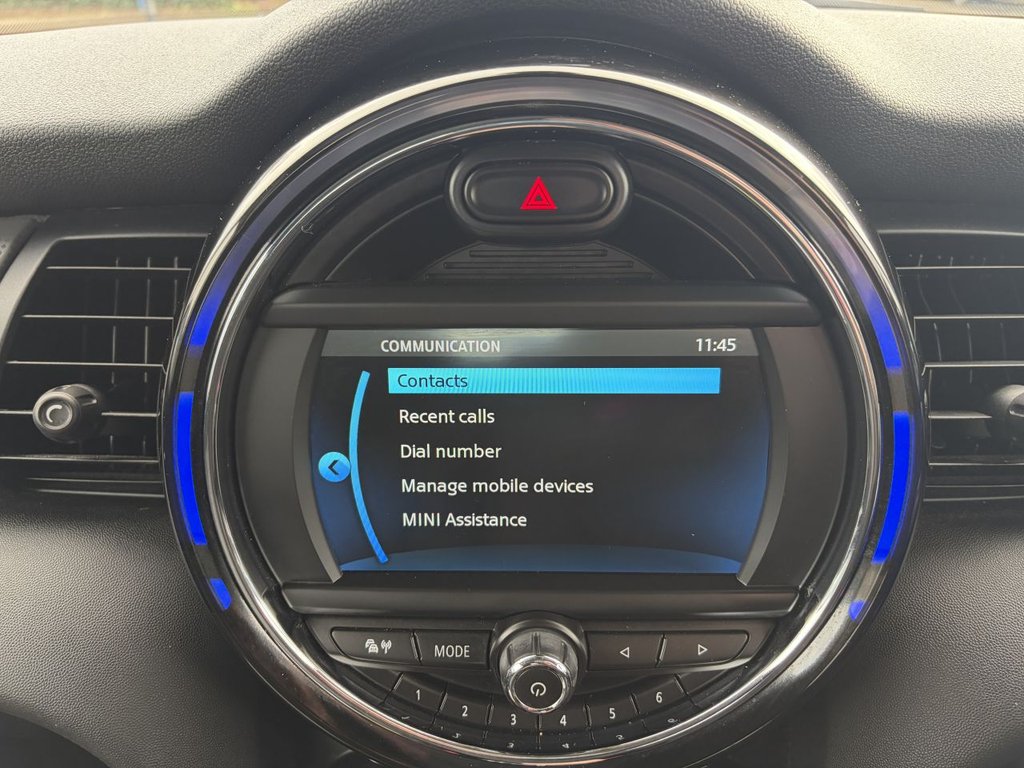 COMMUNICATION 11:45
Contacts
Recent calls
Dial number
Manage mobile devices
MINI Assistance
MODE
1 2 3 4 5 6